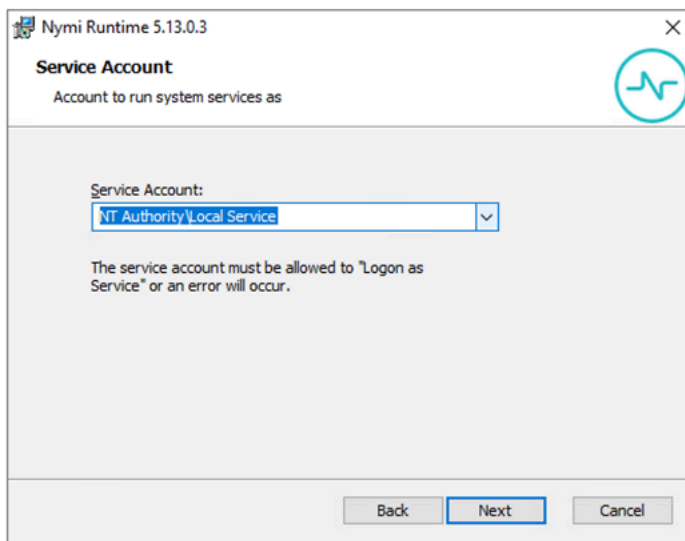 Nymi Runtime 5.13.0.3
Service Account
Account to run system services as
Service Account:
NT Authority\Local Service
The service account must be allowed to "Logon as
Service" or an error will occur.
Back
Next
Cancel